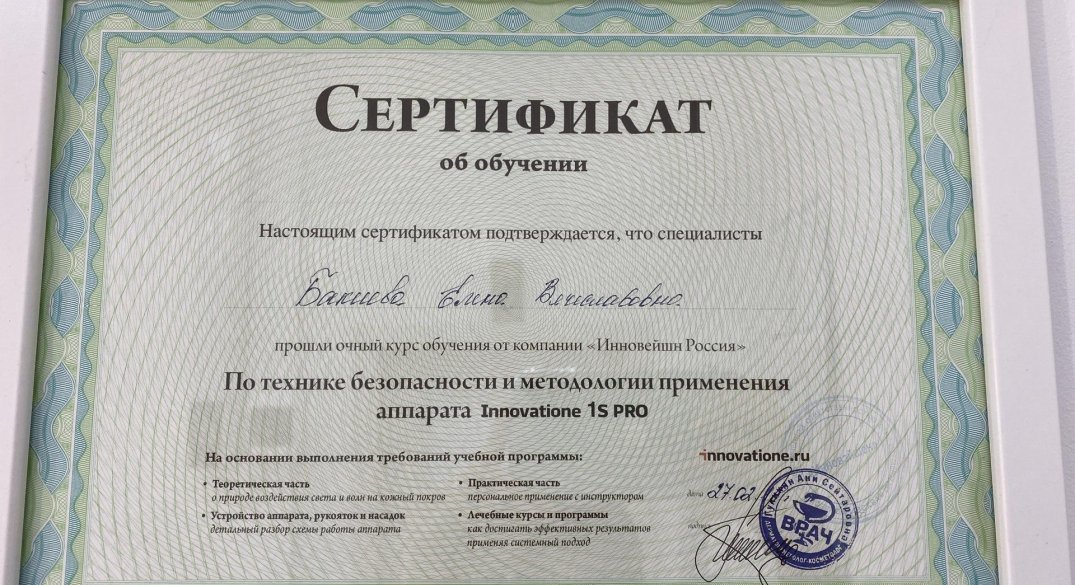 СЕРТИФИКАТ
об обучении
Настоящим сертификатом подтверждается, что специалисты
Бакиева Елена Вячеславовна
прошли очный курс обучения от компании «Инновейшн Россия»
По технике безопасности и методологии применения
аппарата Innovatione 1S PRO
На основании выполнения требований учебной программы:
• Теоретическая часть
о природе воздействия света и волн на кожный покров
• Устройство аппарата, рукояток и насадок
детальный разбор схемы работы аппарата
• Практическая часть
персональное применение с инструктором
• Лечебные курсы и программы
как достигать эффективных результатов
применяя системный подход
innovatione.ru
дата 27.02.
подпись
Ани Сейтаровна
ВРАЧ